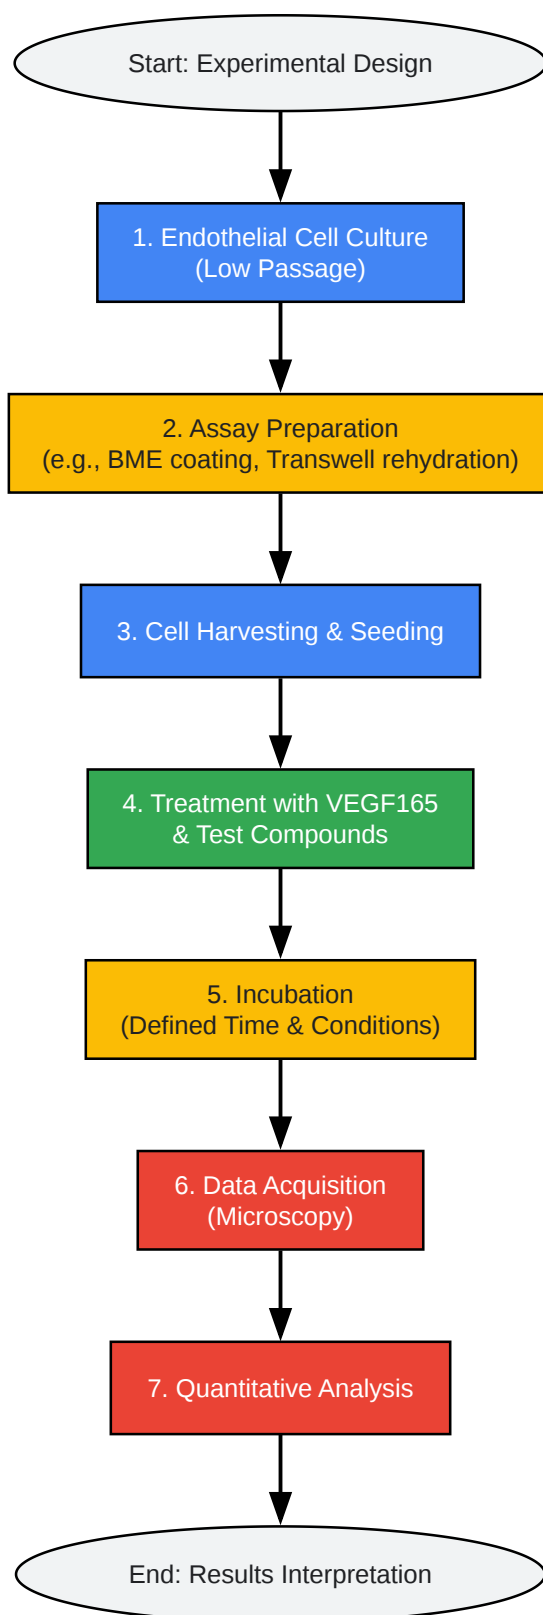 Start: Experimental Design
1. Endothelial Cell Culture
(Low Passage)
2. Assay Preparation
(e.g., BME coating, Transwell rehydration)
3. Cell Harvesting & Seeding
4. Treatment with VEGF165
& Test Compounds
5. Incubation
(Defined Time & Conditions)
6. Data Acquisition
(Microscopy)
7. Quantitative Analysis
End: Results Interpretation